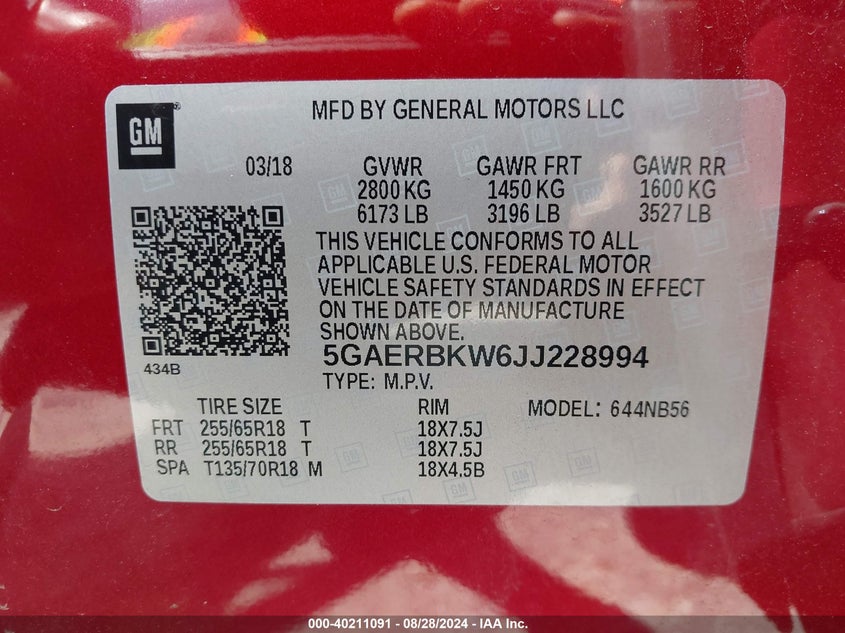 GM®
MFD BY GENERAL MOTORS LLC
03/18 GVWR GAWR FRT GAWR RR
2800 KG 1450 KG 1600 KG
6173 LB 3196 LB 3527 LB
THIS VEHICLE CONFORMS TO ALL
APPLICABLE U.S. FEDERAL MOTOR
VEHICLE SAFETY STANDARDS IN EFFECT
ON THE DATE OF MANUFACTURE
SHOWN ABOVE.
434B
5GAERBKW6JJ228994
TYPE: M.P.V.
TIRE SIZE RIM MODEL: 644NB56
FRT 255/65R18 T 18X7.5J
RR 255/65R18 T 18X7.5J
SPA T135/70R18 M 18X4.5B
000-40211091 - 08/28/2024 - IAA Inc.